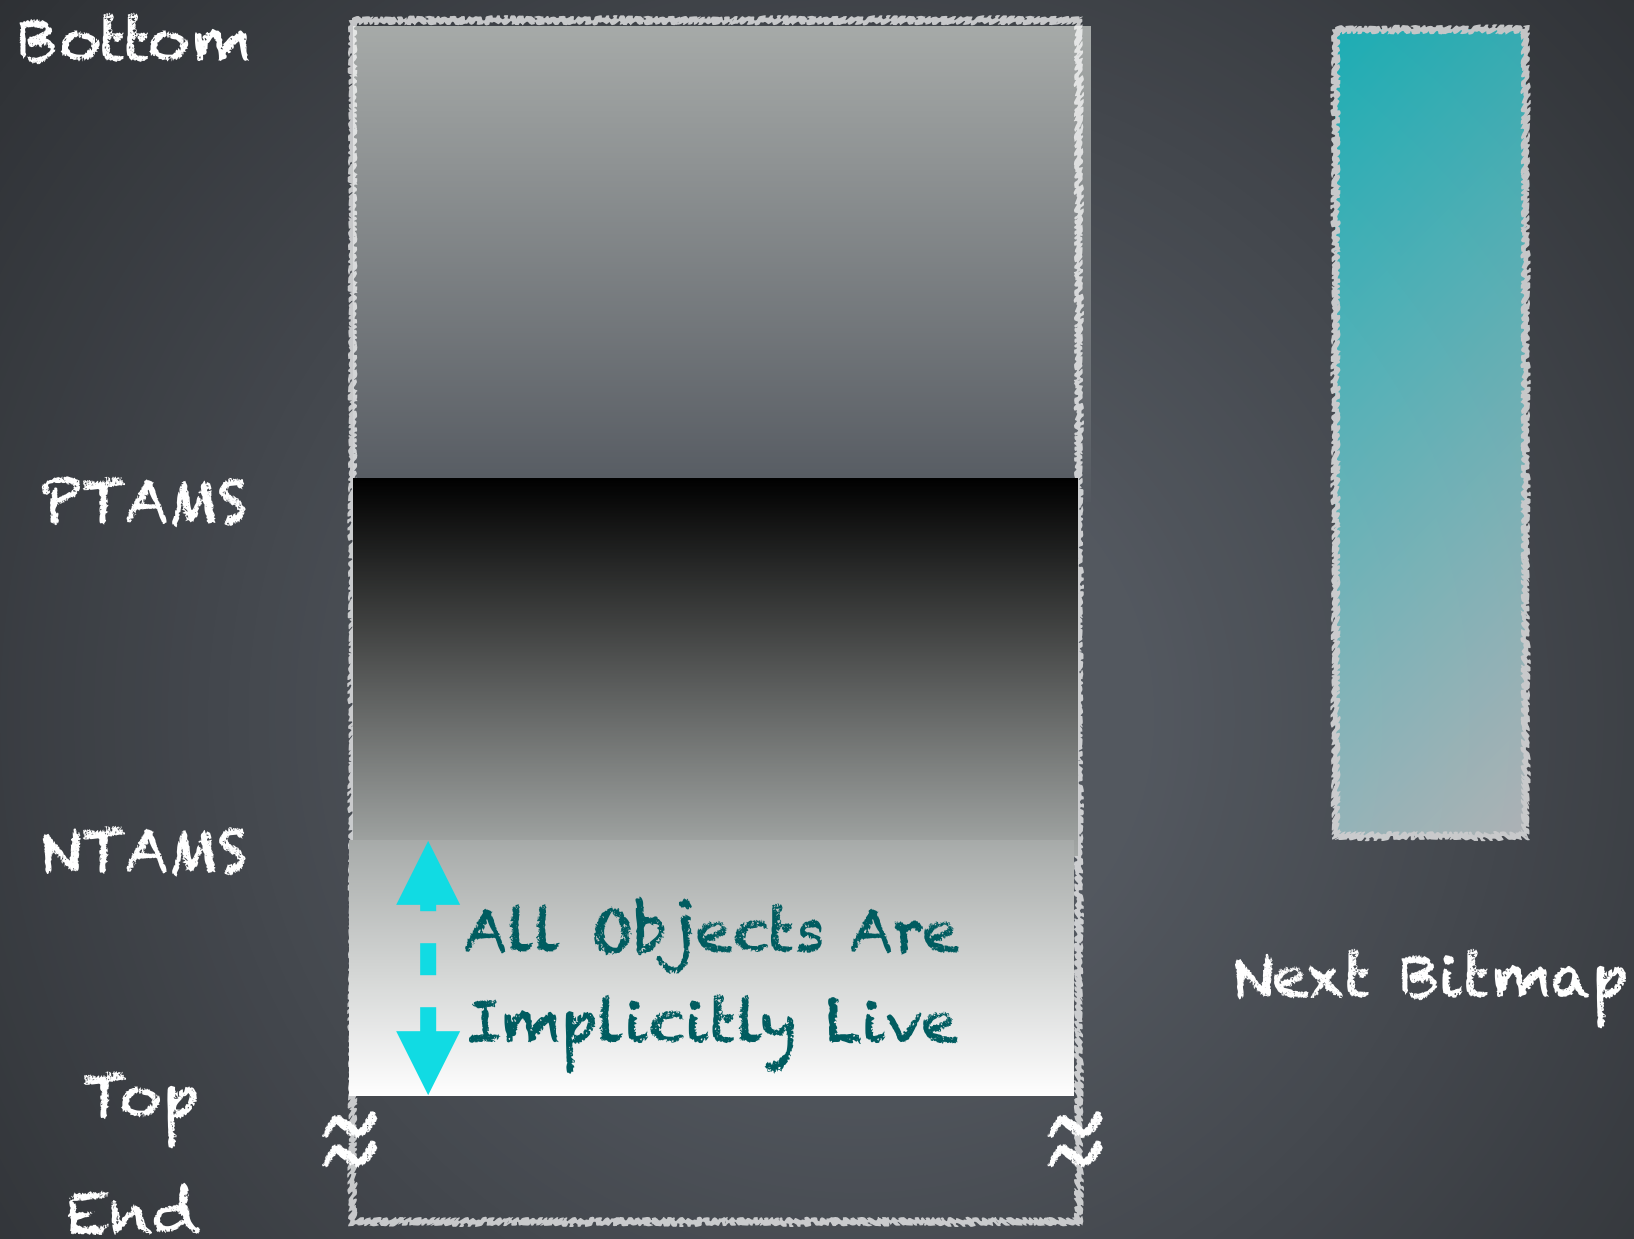 Bottom
PTAMS
NTAMS
All Objects Are
Implicitly Live
Next Bitmap
Top
End